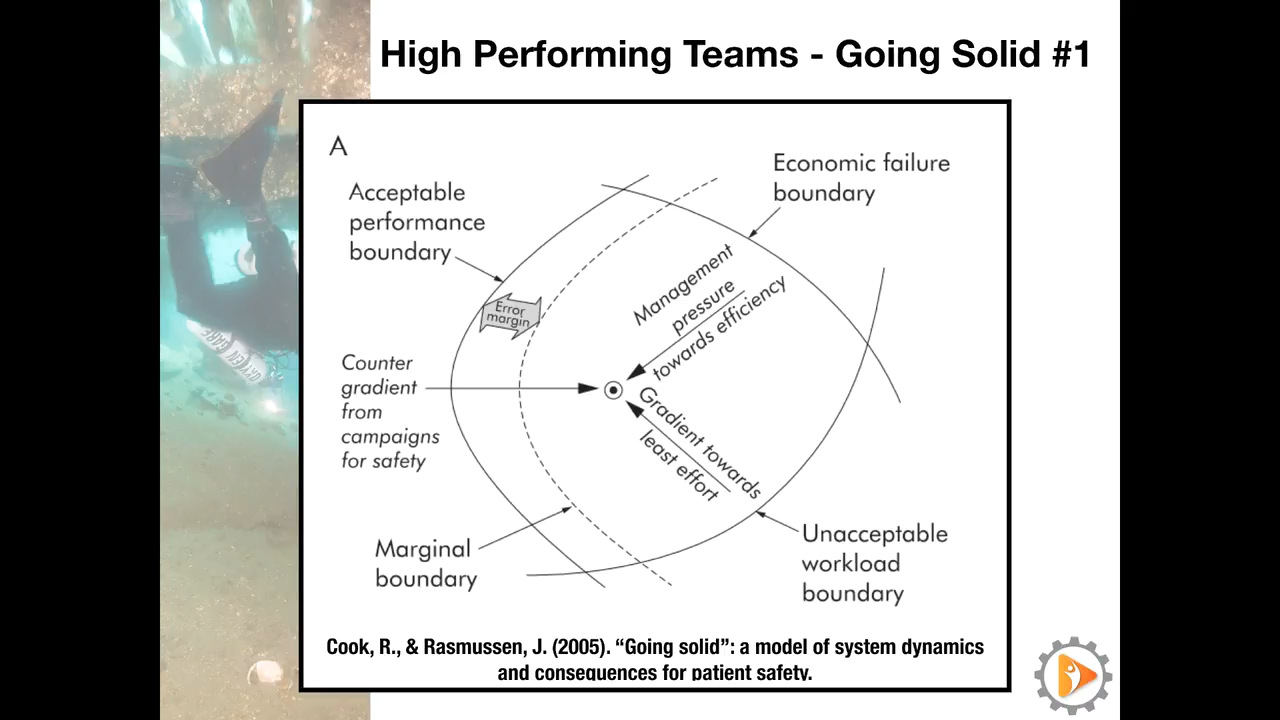 High Performing Teams - Going Solid #1
A
Economic failure
boundary
Acceptable
performance
boundary
Management
pressure
towards efficiency
Error
margin
Counter
gradient
from
campaigns
for safety
Gradient towards
least effort
Marginal
boundary
Unacceptable
workload
boundary
Cook, R., & Rasmussen, J. (2005). “Going solid”: a model of system dynamics
and consequences for patient safety.